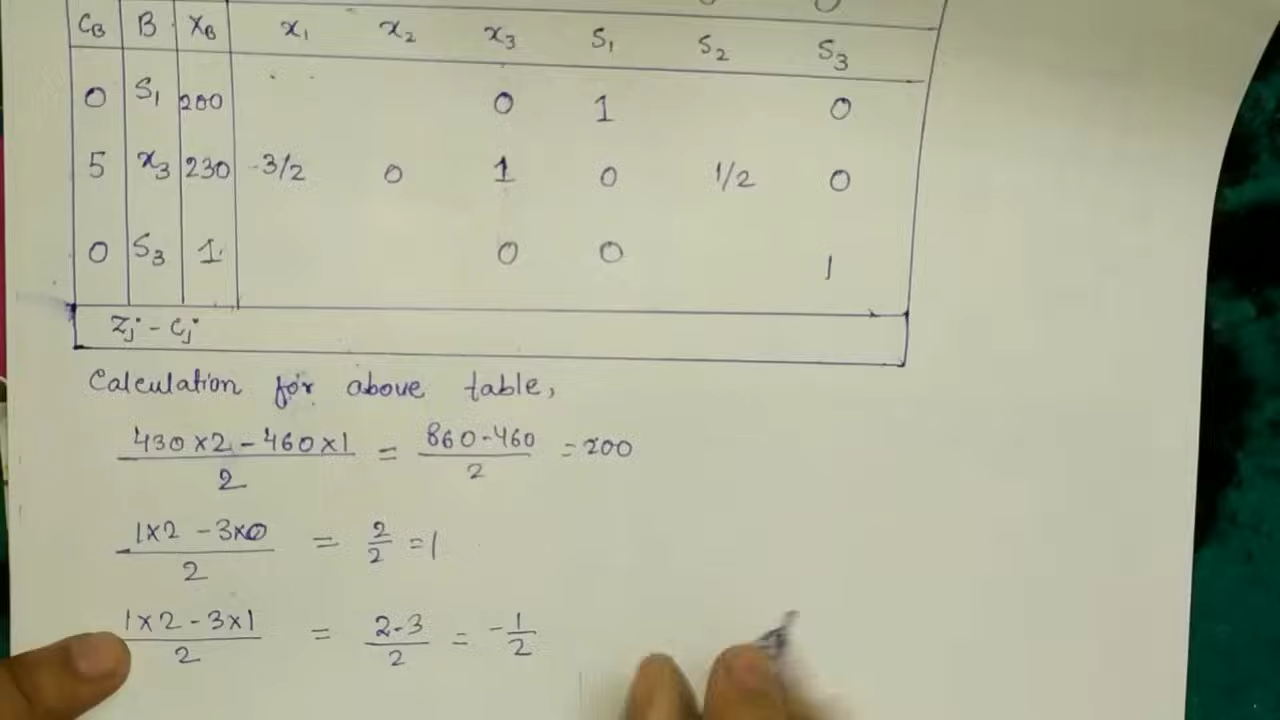 C_B B X_B x_1 x_2 x_3 S_1 S_2 S_3
0 S_1 200 0 1 0
5 x_3 230 -3/2 0 1 0 1/2 0
0 S_3 1 0 0 1
Z_j - C_j
Calculation for above table,
(430×2 - 460×1)/2 = (860-460)/2 = 200
(1×2 - 3×0)/2 = 2/2 = 1
(1×2 - 3×1)/2 = (2-3)/2 = -1/2